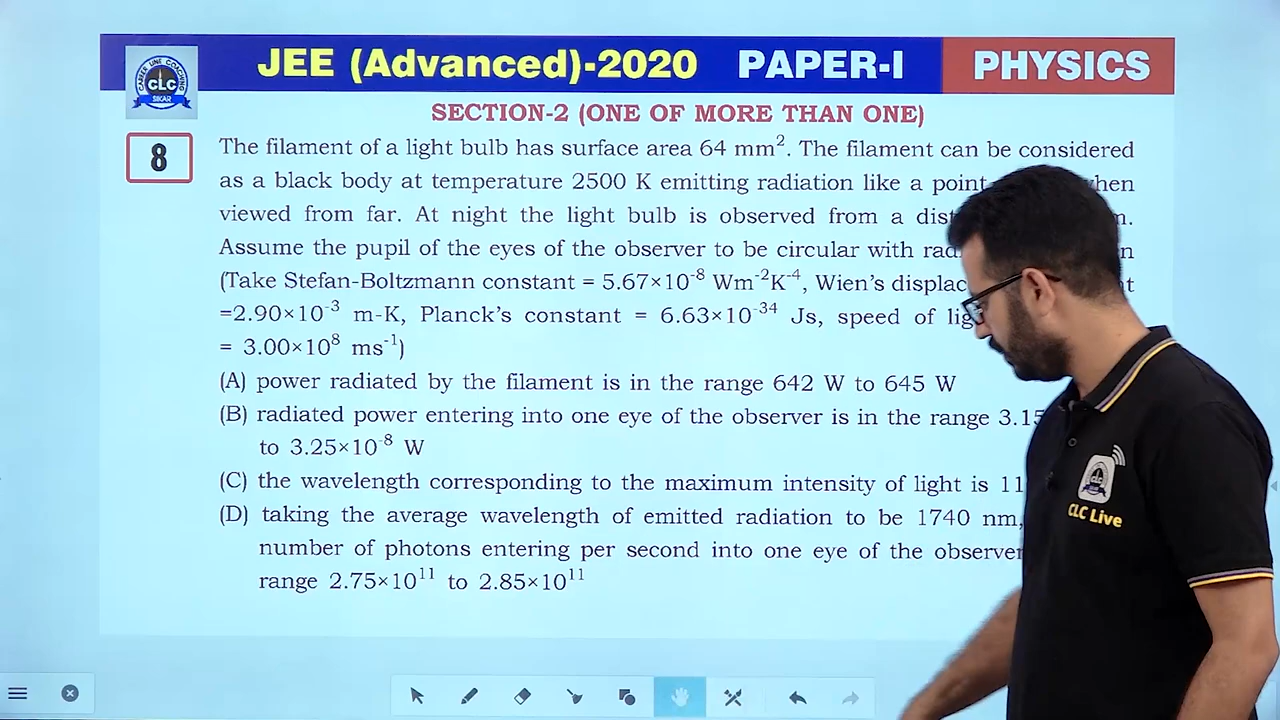 JEE (Advanced)-2020 PAPER-I PHYSICS
CAREER LINE COACHING
CLC
SIKAR
SECTION-2 (ONE OF MORE THAN ONE)
8
The filament of a light bulb has surface area 64 mm². The filament can be considered
as a black body at temperature 2500 K emitting radiation like a point
viewed from far. At night the light bulb is observed from a
Assume the pupil of the eyes of the observer to be circular with
(Take Stefan-Boltzmann constant = 5.67×10⁻⁸ Wm⁻²K⁻⁴, Wien's
=2.90×10⁻³ m-K, Planck's constant = 6.63×10⁻³⁴ Js, speed of
= 3.00×10⁸ ms⁻¹)
(A) power radiated by the filament is in the range 642 W to 645 W
(B) radiated power entering into one eye of the observer is in the range
to 3.25×10⁻⁸ W
(C) the wavelength corresponding to the maximum intensity of light is
(D) taking the average wavelength of emitted radiation to be 1740 nm,
number of photons entering per second into one eye of the observer
range 2.75×10¹¹ to 2.85×10¹¹
CLC
CLC Live